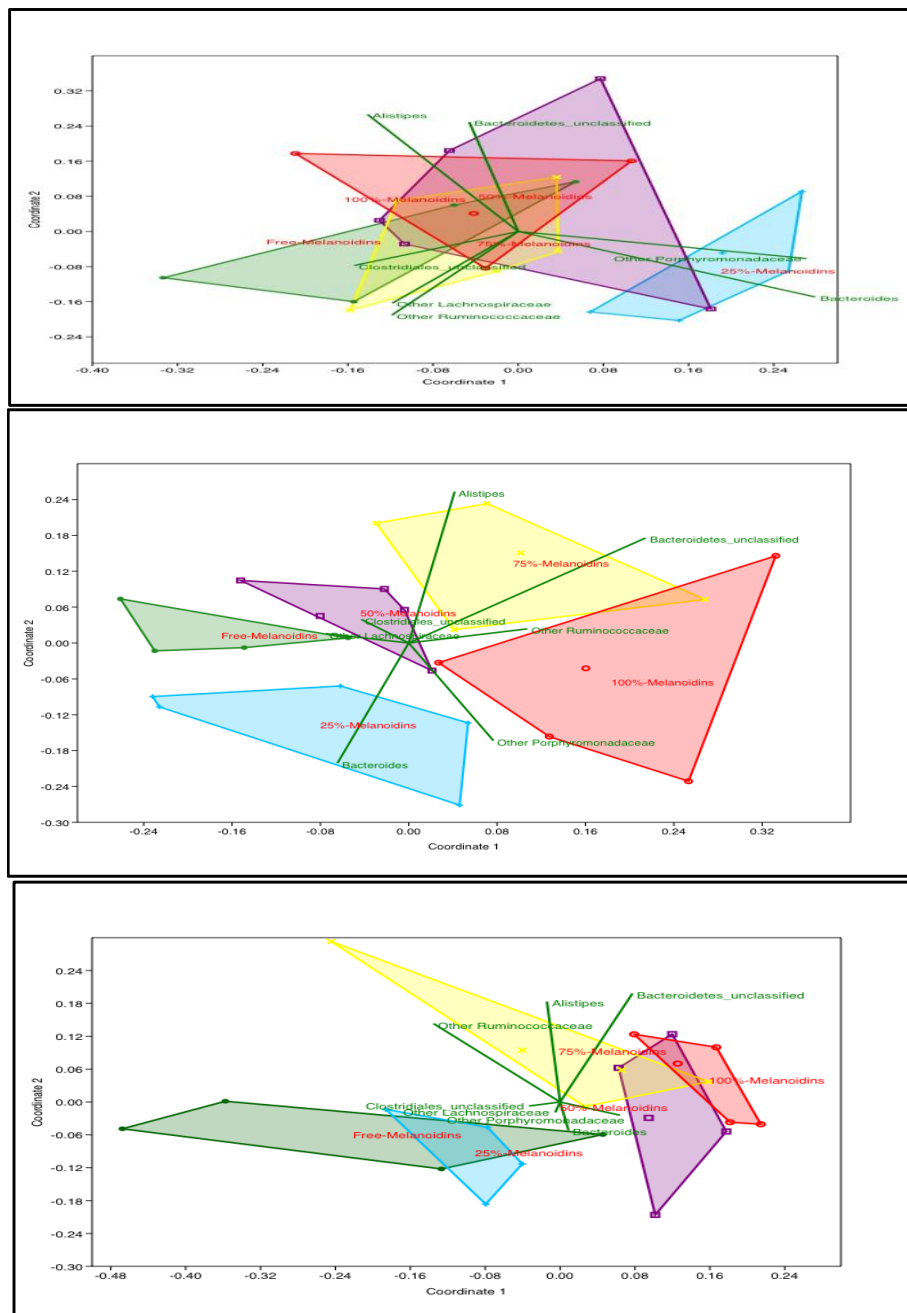 0.32
Alistipes
0.24
Bacteroidetes_unclassified
0.16
Coordinate 2
0.08
100%-Melanoidins
50%-Melanoidins
0.00
Free-Melanoidins
75%-Melanoidins
Other Porphyromonadaceae
-0.08
Clostridiales_unclassified
25%-Melanoidins
-0.16
Other Lachnospiraceae
Bacteroides
Other Ruminococcaceae
-0.24
-0.40 -0.32 -0.24 -0.16 -0.08 0.00 0.08 0.16 0.24
Coordinate 1
0.24
Alistipes
0.18
Bacteroidetes_unclassified
0.12
75%-Melanoidins
0.06
50%-Melanoidins
Coordinate 2
Clostridiales_unclassified
Free-Melanoidins
Other Lachnospiraceae
Other Ruminococcaceae
0.00
-0.06
100%-Melanoidins
-0.12
25%-Melanoidins
Other Porphyromonadaceae
-0.18
Bacteroides
-0.24
-0.30
-0.24 -0.16 -0.08 0.00 0.08 0.16 0.24 0.32
Coordinate 1
0.24
Bacteroidetes_unclassified
0.18
Alistipes
0.12
Other Ruminococcaceae
75%-Melanoidins
0.06
100%-Melanoidins
Coordinate 2
0.00
Clostridiales_unclassified
50%-Melanoidins
Other Lachnospiraceae
Other Porphyromonadaceae
-0.06
Free-Melanoidins
Bacteroides
25%-Melanoidins
-0.12
-0.18
-0.24
-0.30
-0.48 -0.40 -0.32 -0.24 -0.16 -0.08 0.00 0.08 0.16 0.24
Coordinate 1